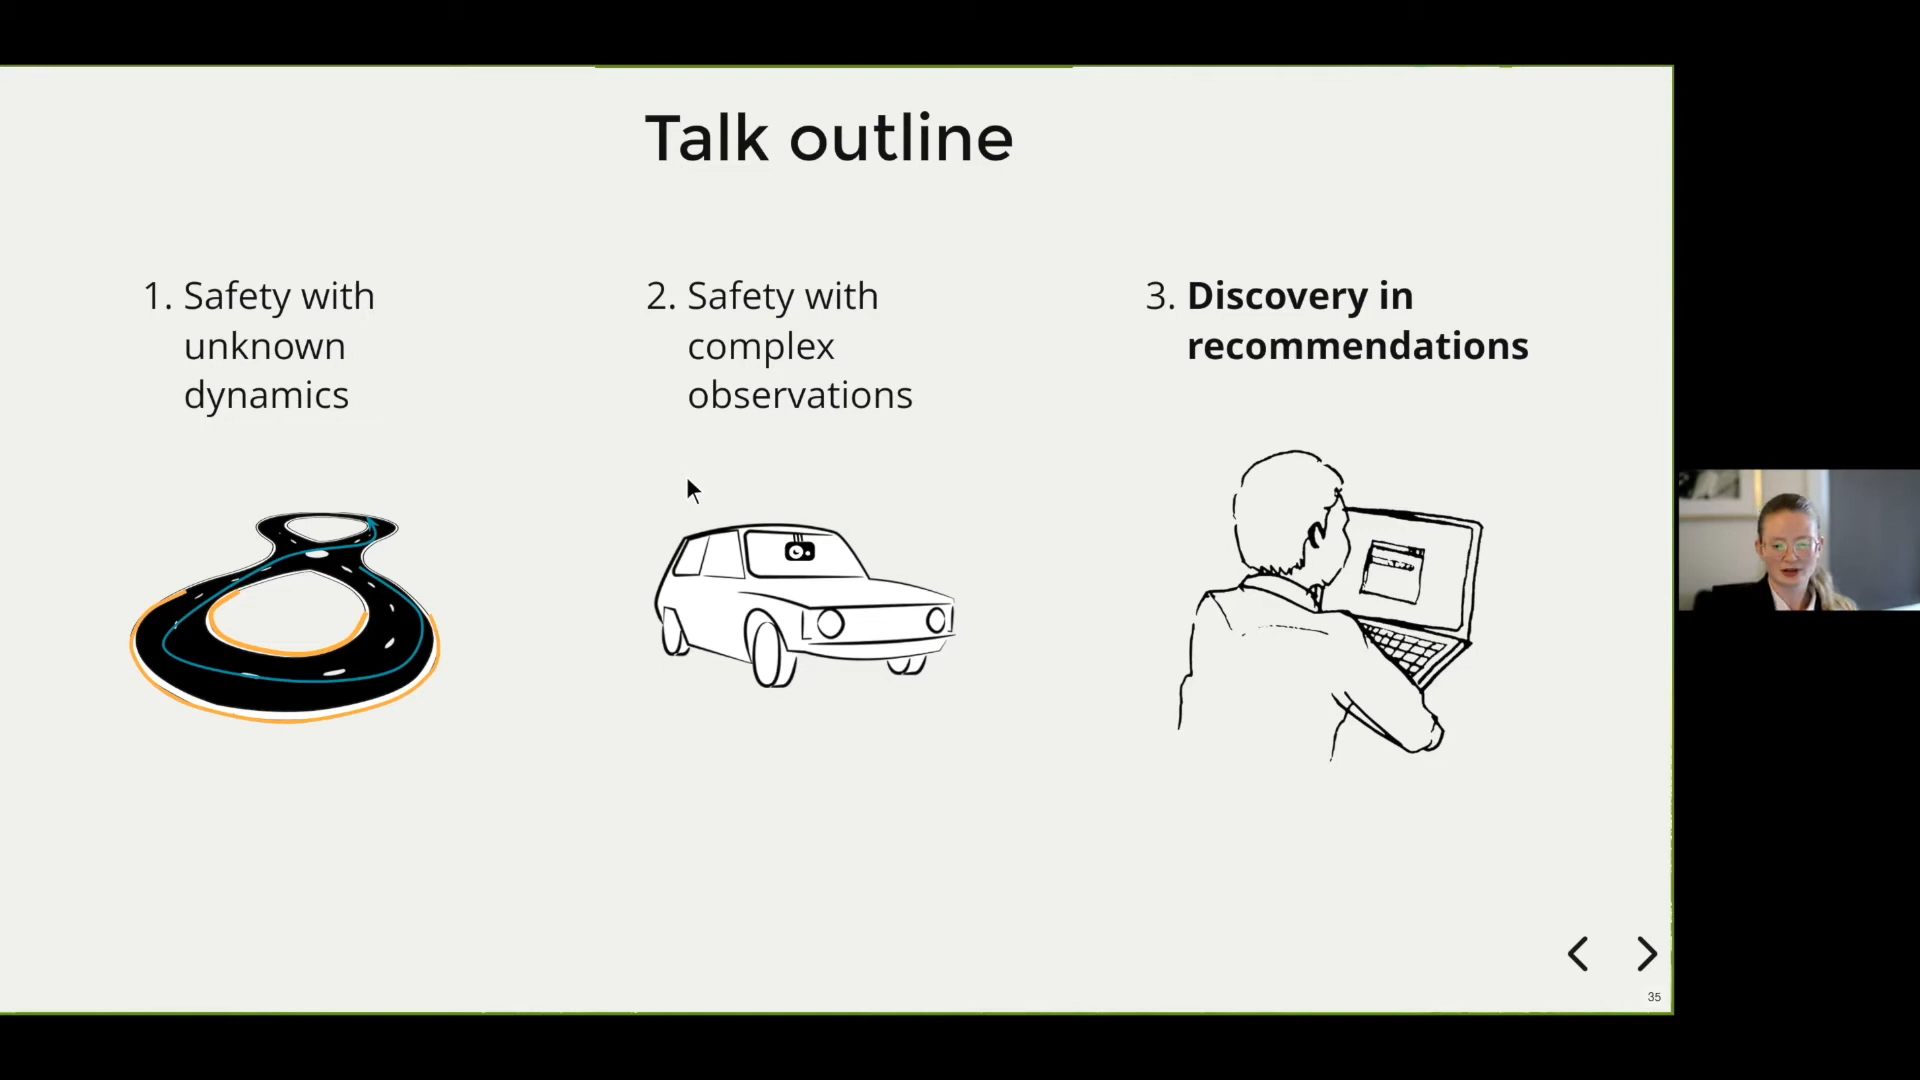 Talk outline
1. Safety with
unknown
dynamics
2. Safety with
complex
observations
3. Discovery in
recommendations
35